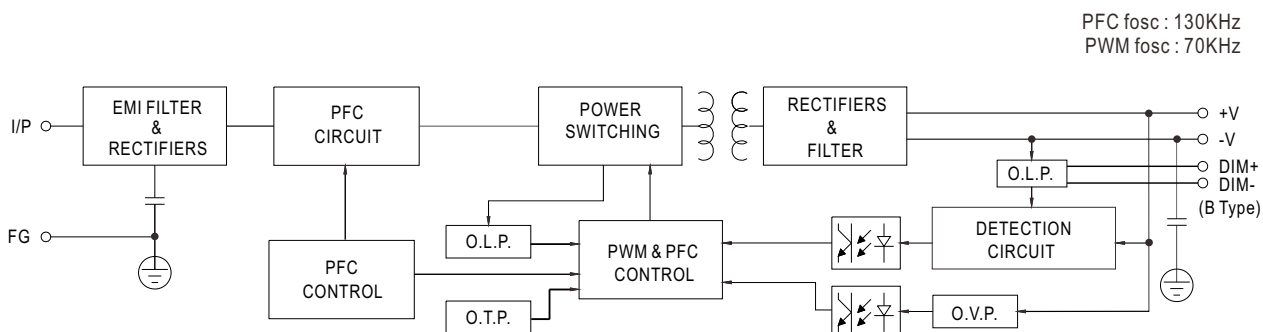 PFC fosc : 130KHz
PWM fosc : 70KHz
I/P
EMI FILTER
&
RECTIFIERS
PFC
CIRCUIT
POWER
SWITCHING
RECTIFIERS
&
FILTER
+V
-V
DIM+
DIM-
(B Type)
O.L.P.
FG
PFC
CONTROL
O.L.P.
O.T.P.
PWM & PFC
CONTROL
DETECTION
CIRCUIT
O.V.P.